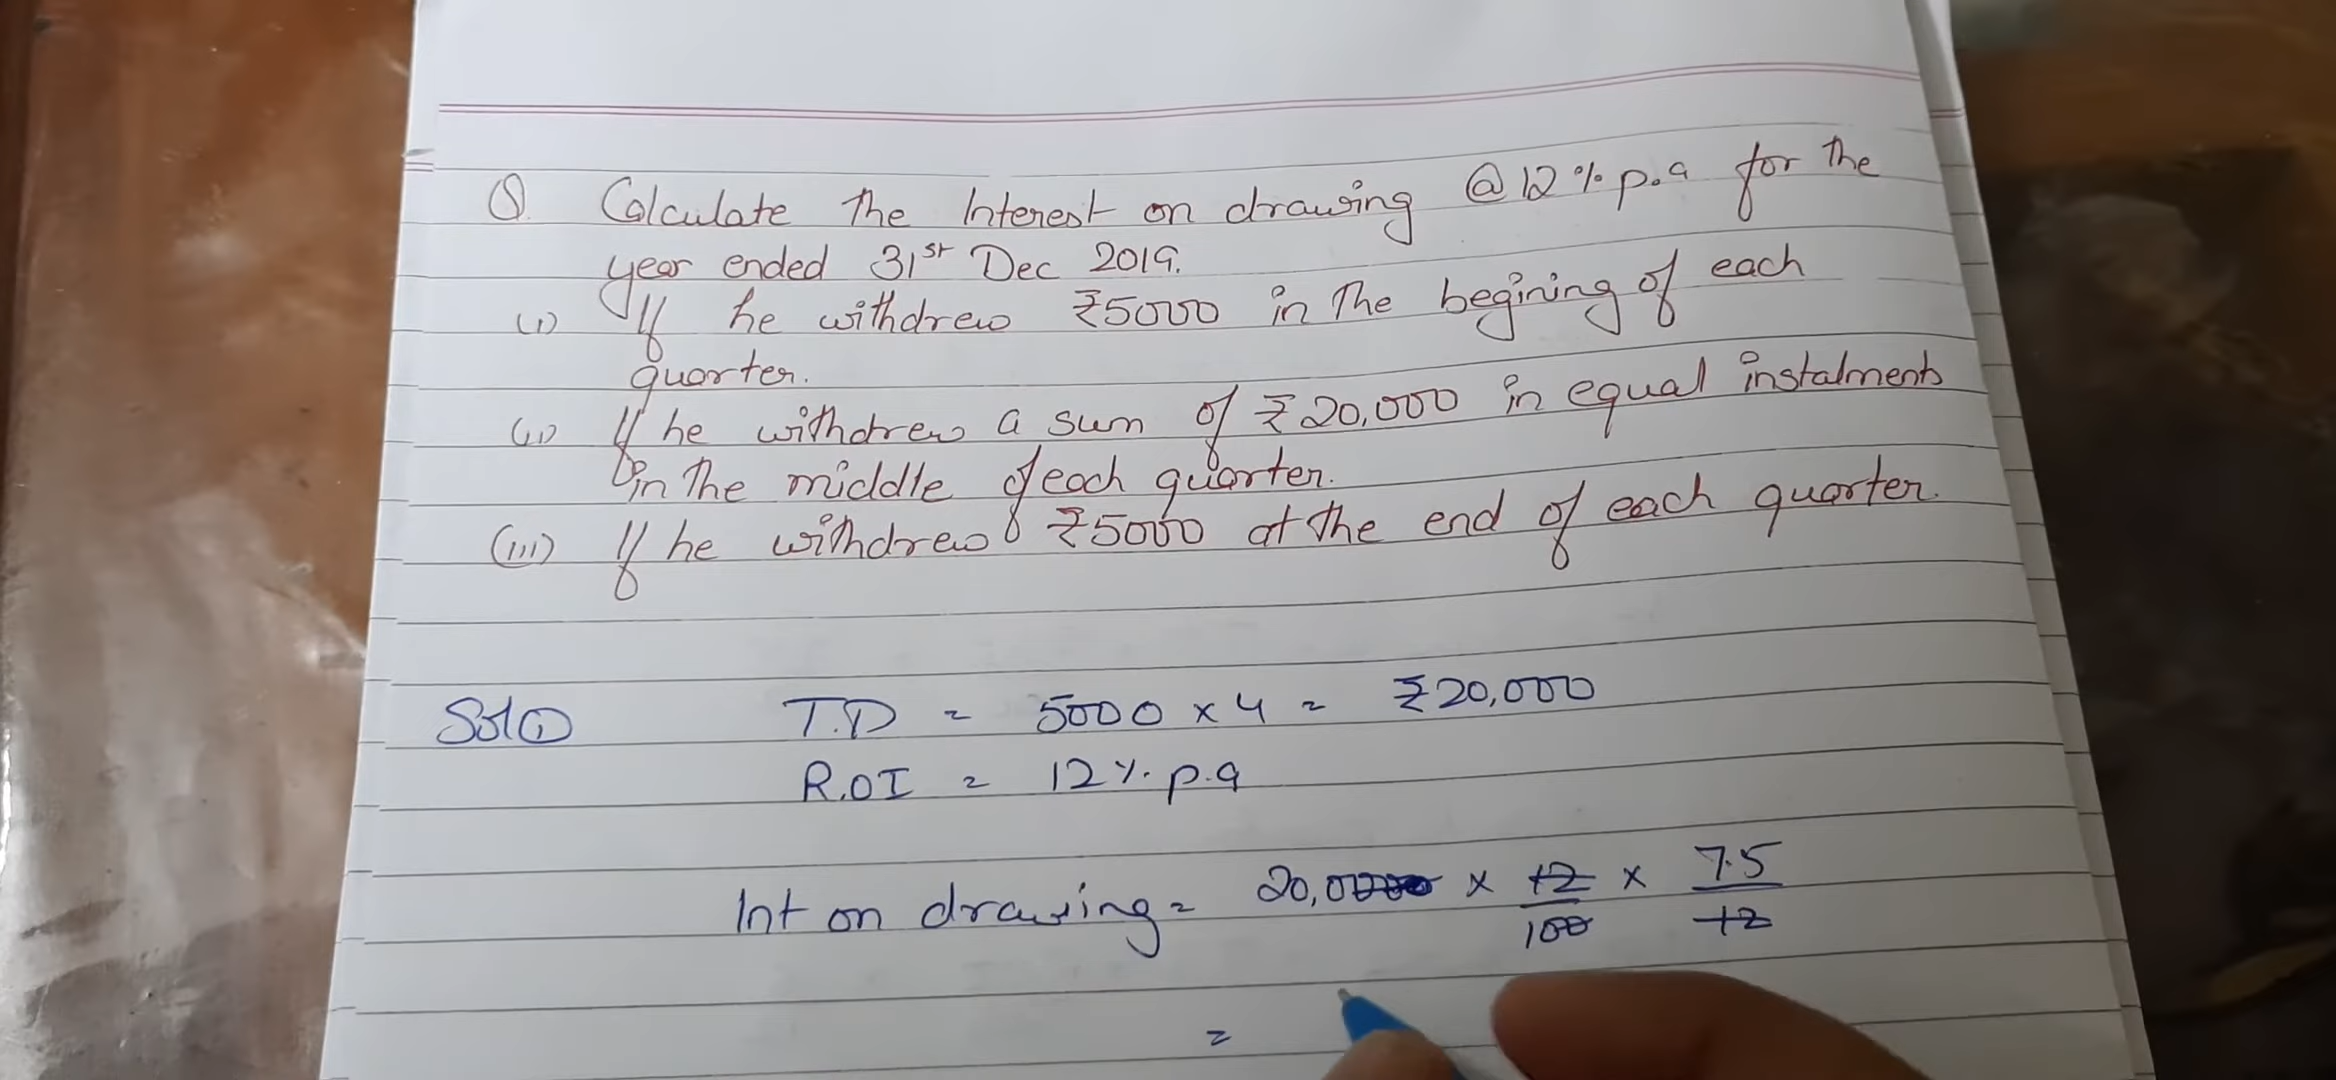 Q. Calculate the Interest on drawing @ 12% p.a for the
year ended 31st Dec 2019.
(i) If he withdrew ₹5000 in the begining of each
quarter.
(ii) If he withdrew a sum of ₹20,000 in equal instalments
in the middle of each quarter.
(iii) If he withdrew ₹5000 at the end of each quarter.
Sol ① T.D = 5000 x 4 = ₹20,000
R.OI = 12%. p.a
Int on drawing = 20,000 x 12/100 x 7.5/12
=